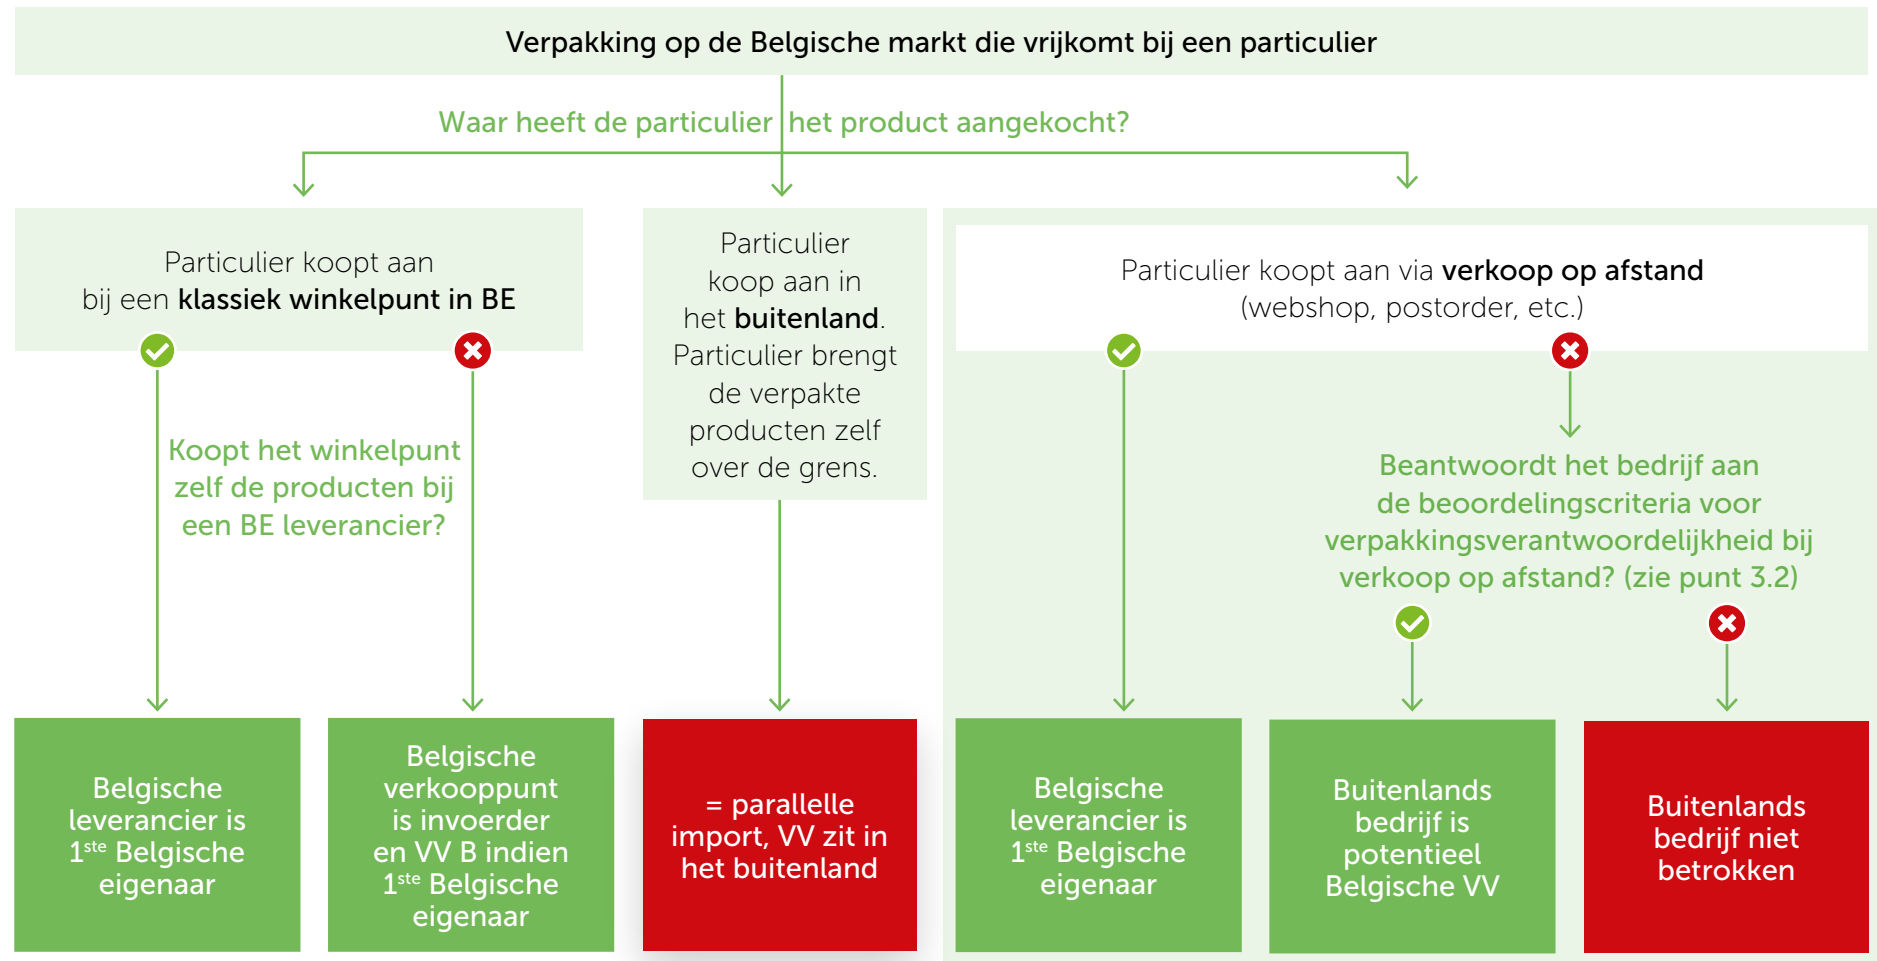 Verpakking op de Belgische markt die vrijkomt bij een particulier
Waar heeft de particulier het product aangekocht?
Particulier koopt aan
bij een klassiek winkelpunt in BE
Koopt het winkelpunt
zelf de producten bij
een BE leverancier?
Particulier
koop aan in
het buitenland.
Particulier brengt
de verpakte
producten zelf
over de grens.
Particulier koopt aan via verkoop op afstand
(webshop, postorder, etc.)
Beantwoordt het bedrijf aan
de beoordelingscriteria voor
verpakkingsverantwoordelijkheid bij
verkoop op afstand? (zie punt 3.2)
Belgische
leverancier is
1ste Belgische
eigenaar
Belgische
verkooppunt
is invoerder
en VV B indien
1ste Belgische
eigenaar
= parallelle
import, VV zit in
het buitenland
Belgische
leverancier is
1ste Belgische
eigenaar
Buitenlands
bedrijf is
potentieel
Belgische VV
Buitenlands
bedrijf niet
betrokken